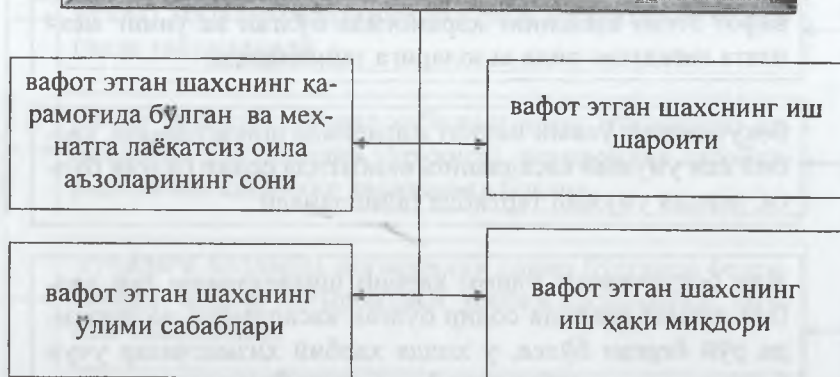 вафот этган шахснинг қа-
рамоғида бўлган ва меҳ-
натга лаёқатсиз оила
аъзоларининг сони
вафот этган шахснинг иш
шароити
вафот этган шахснинг
ўлими сабаблари
вафот этган шахснинг
иш ҳақи миқдори